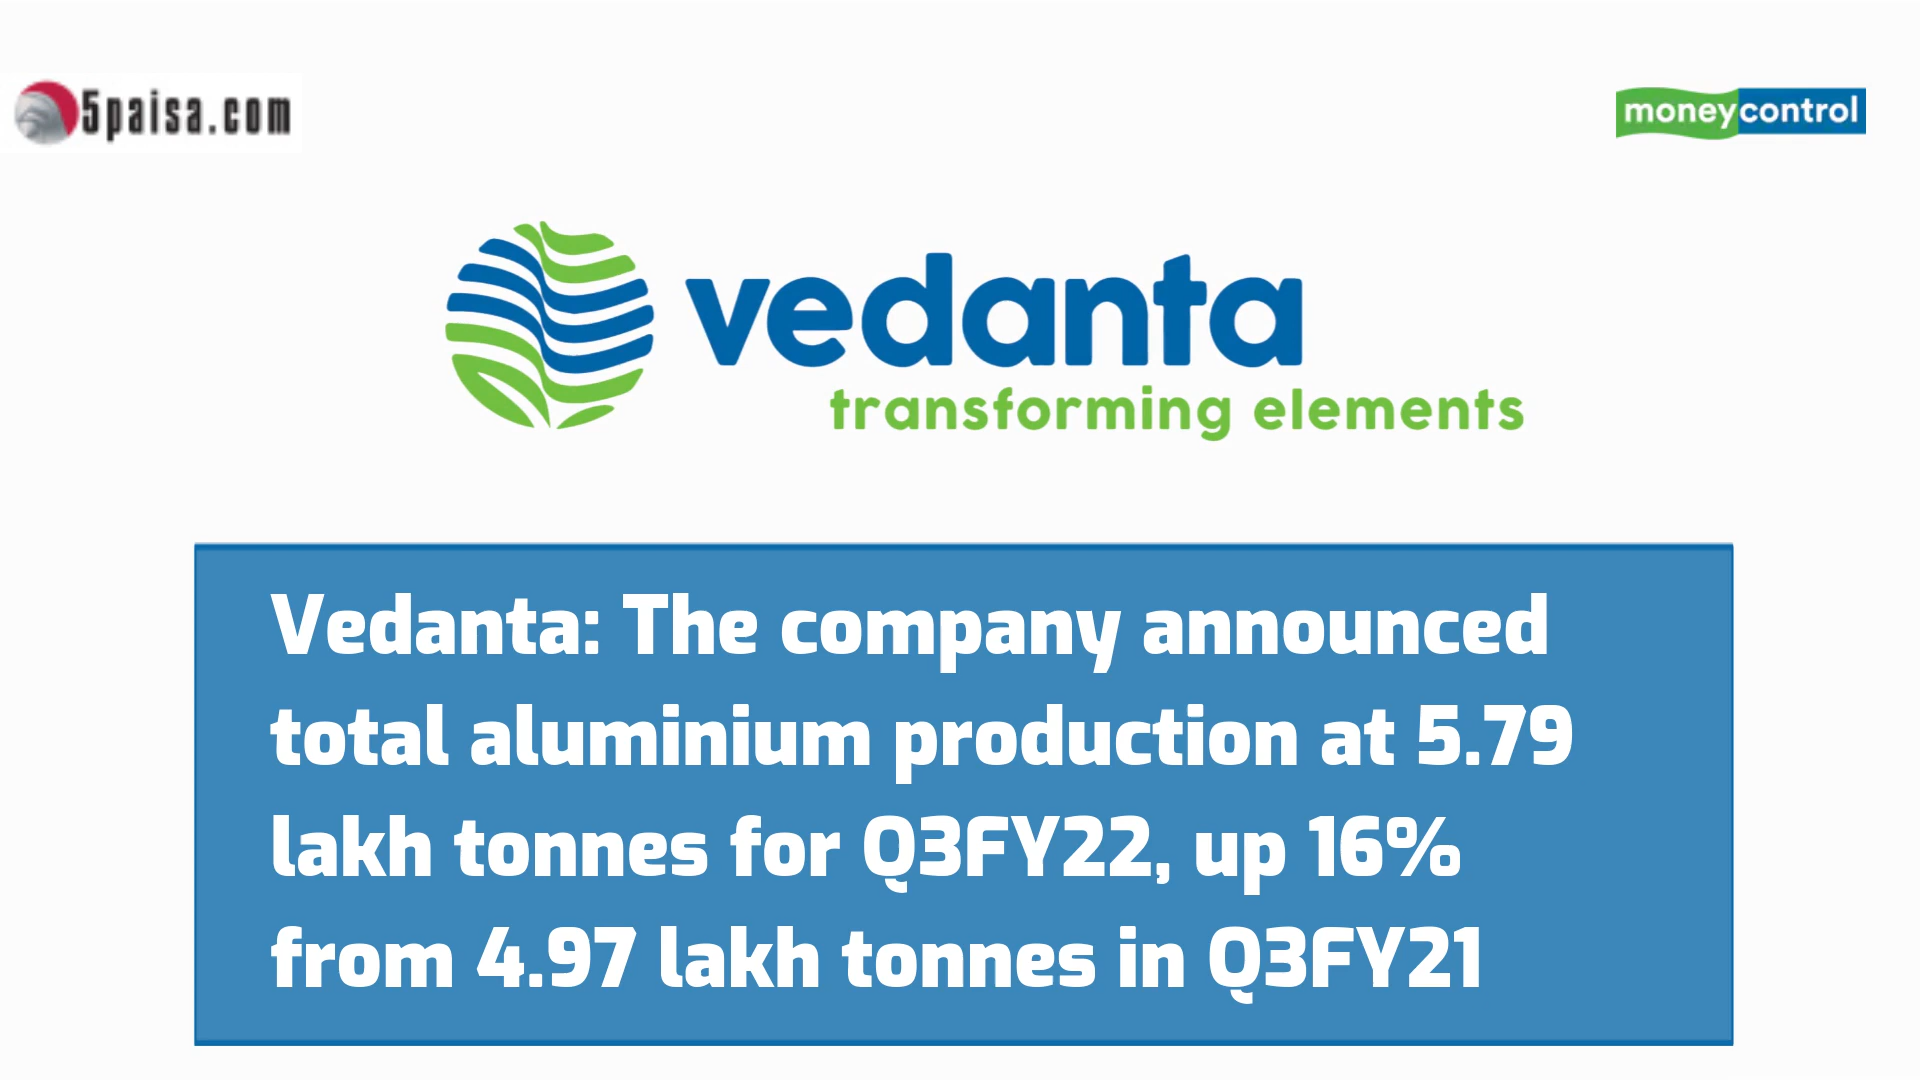 5paisa.com
moneycontrol
vedanta
transforming elements
Vedanta: The company announced
total aluminium production at 5.79
lakh tonnes for Q3FY22, up 16%
from 4.97 lakh tonnes in Q3FY21